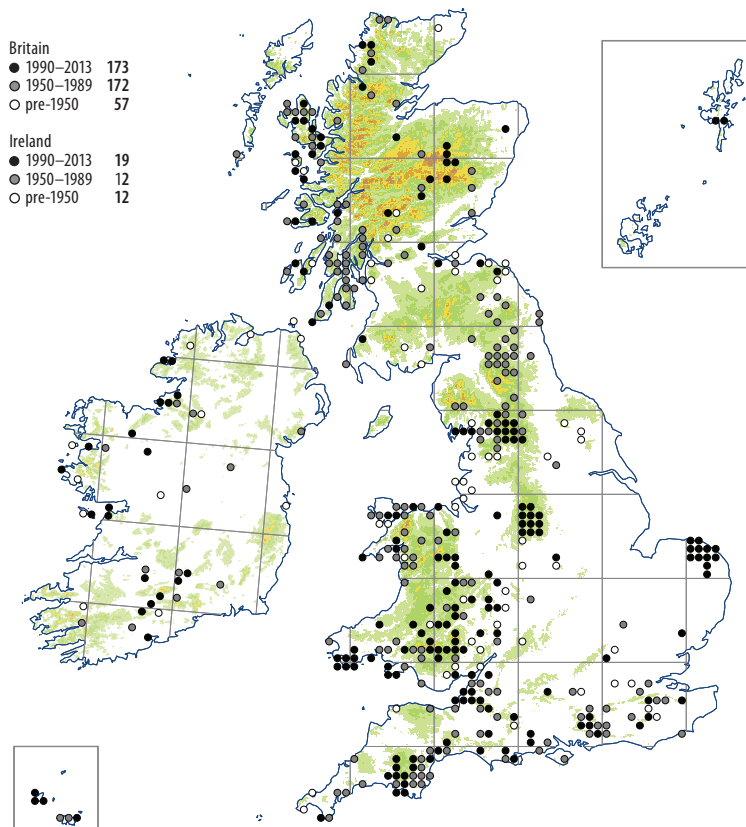 Britain
● 1990–2013 173
● 1950–1989 172
○ pre-1950 57
Ireland
● 1990–2013 19
● 1950–1989 12
○ pre-1950 12